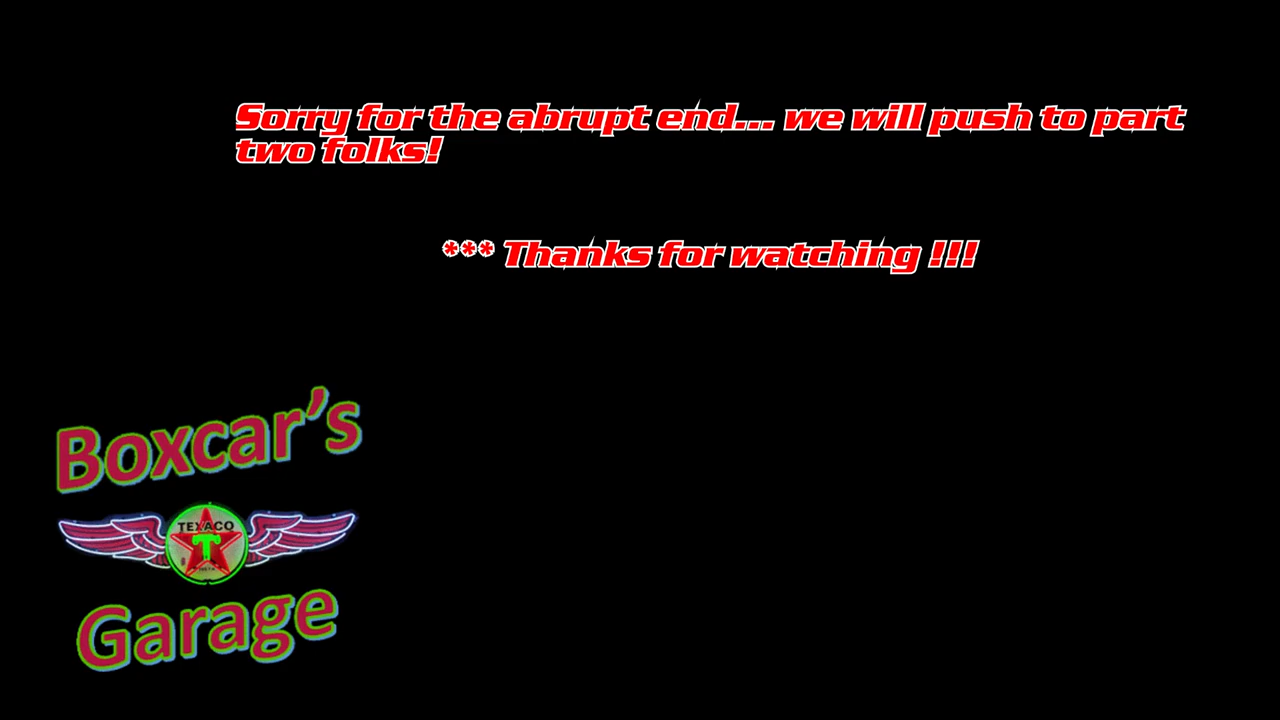 Sorry for the abrupt end... we will push to part
two folks!
*** Thanks for watching !!!
Boxcar's
TEXACO
T
Garage